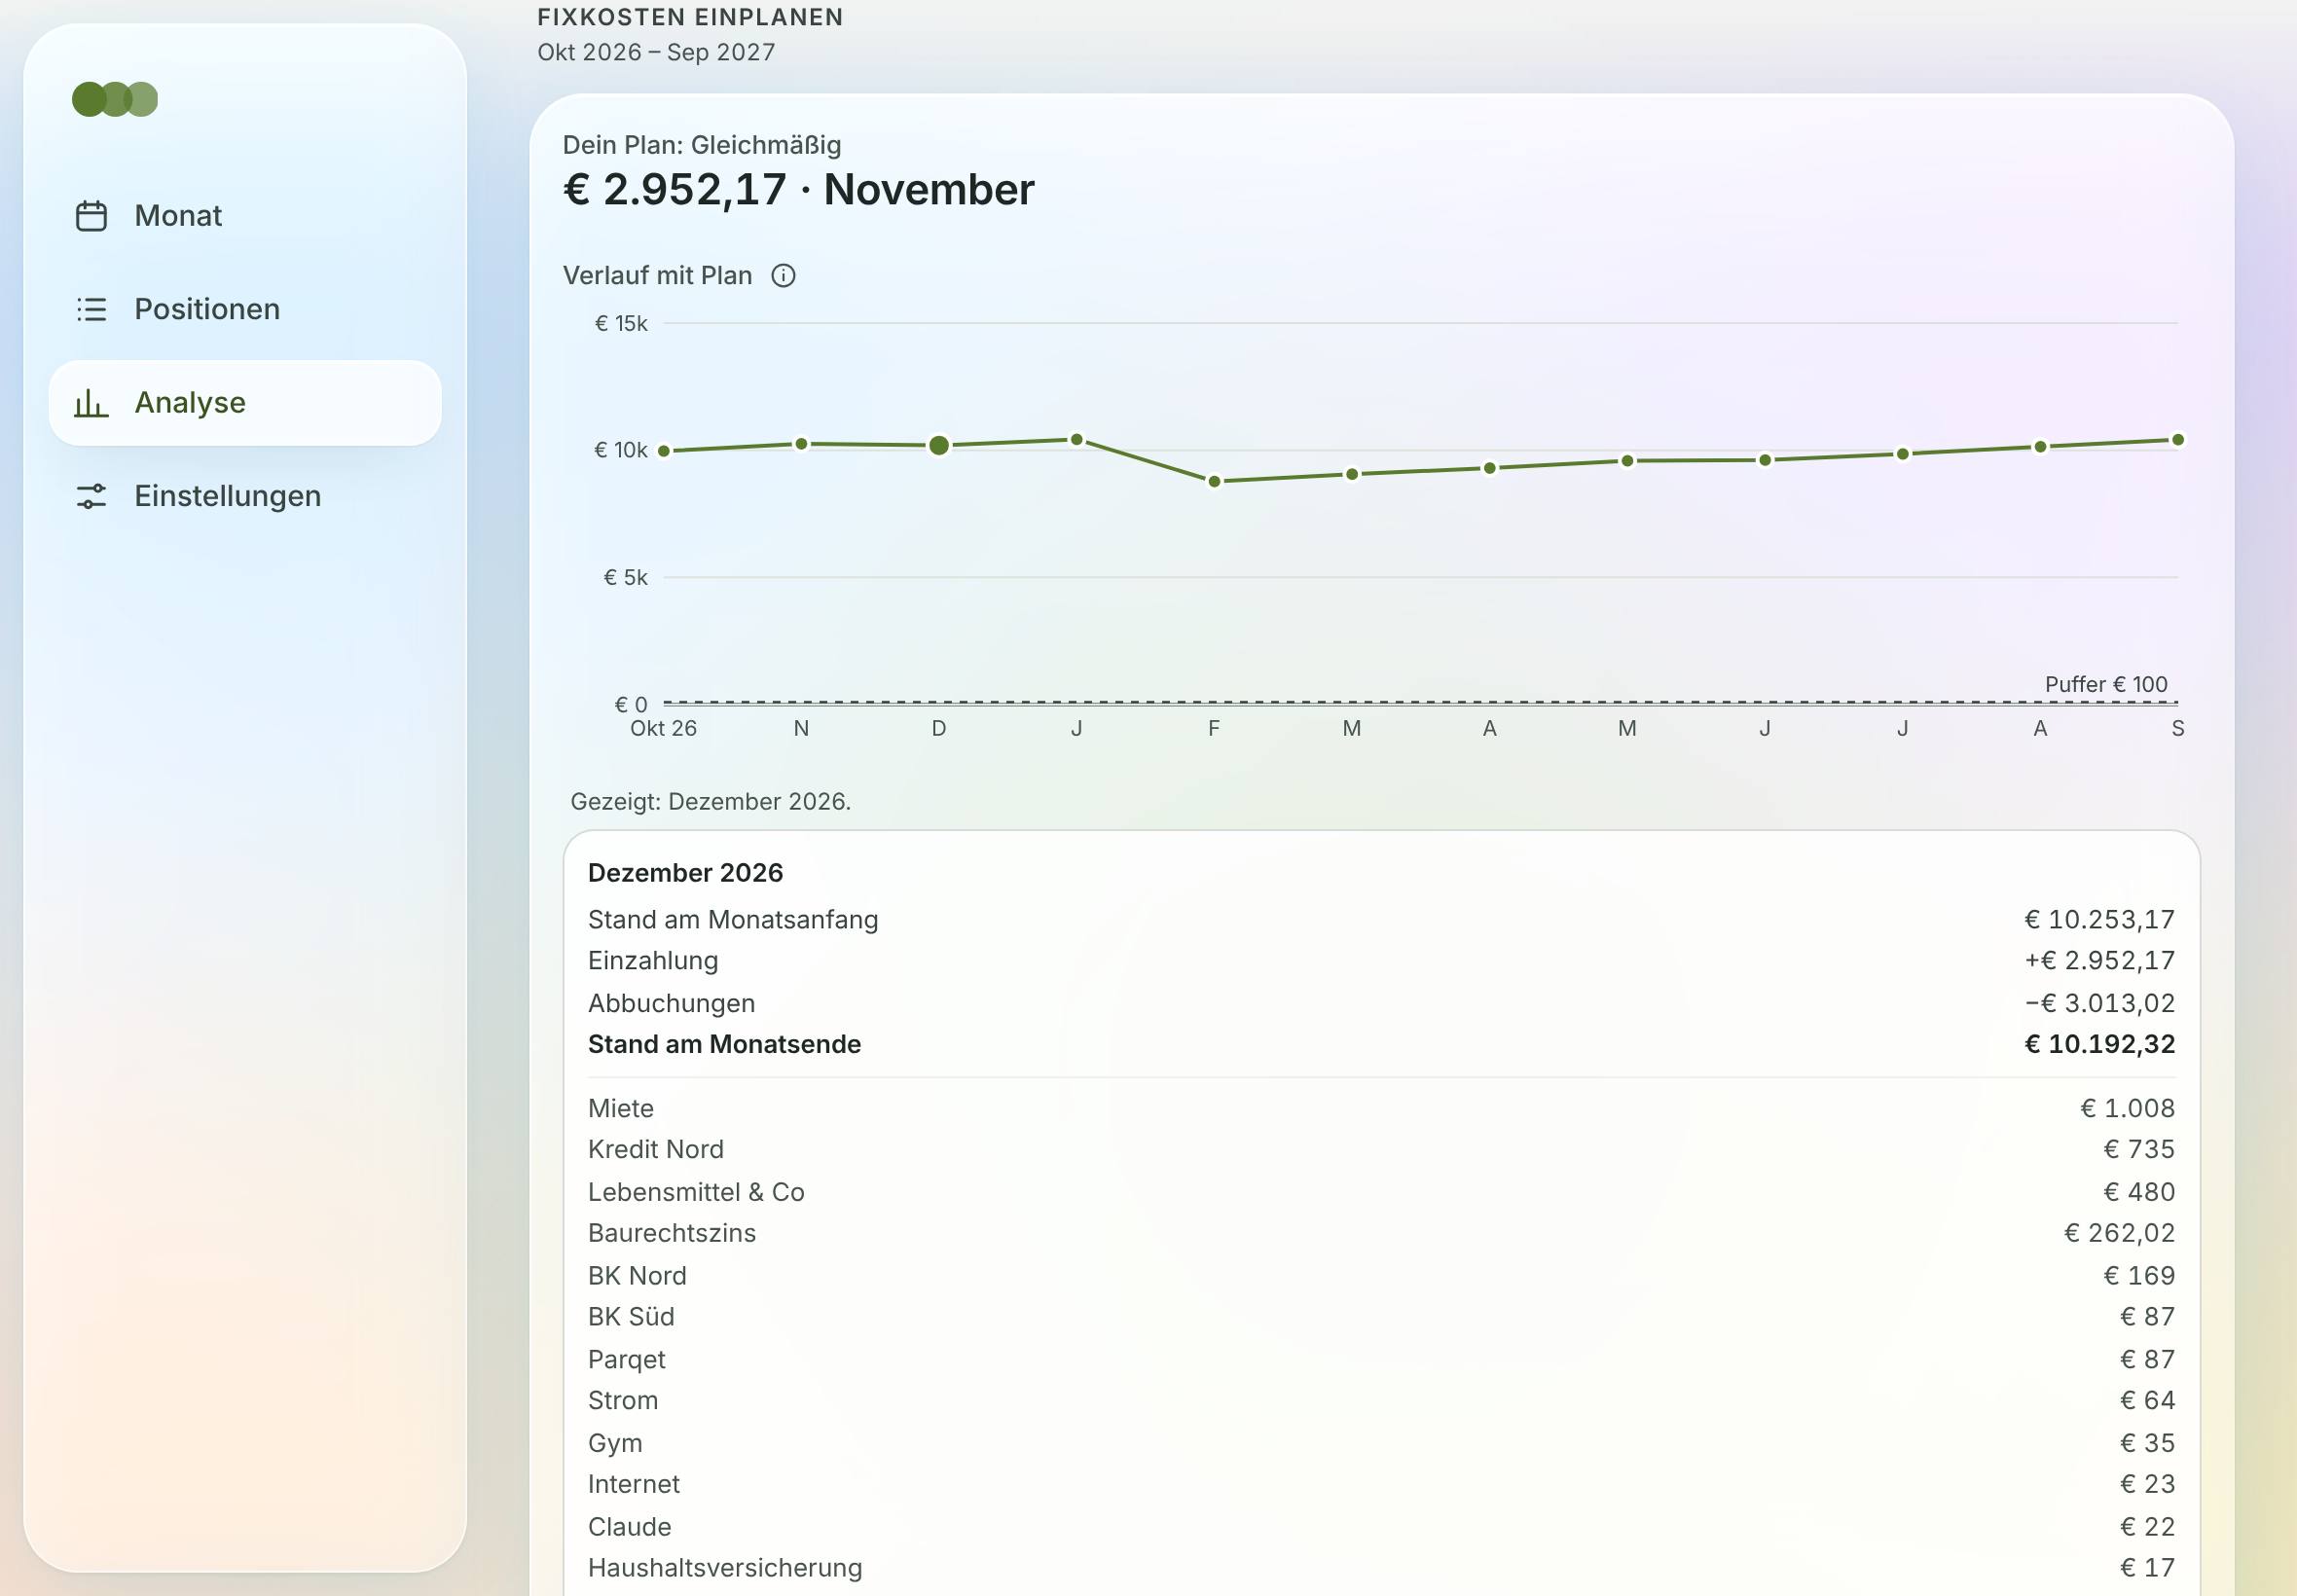 FIXKOSTEN EINPLANEN
Okt 2026 – Sep 2027
Monat
Positionen
Analyse
Einstellungen
Dein Plan: Gleichmäßig
€ 2.952,17 · November
Verlauf mit Plan
€ 15k
€ 10k
€ 5k
Puffer € 100
€ 0
Okt 26 N D J F M A M J J A S
Gezeigt: Dezember 2026.
Dezember 2026
Stand am Monatsanfang € 10.253,17
Einzahlung +€ 2.952,17
Abbuchungen −€ 3.013,02
Stand am Monatsende € 10.192,32
Miete € 1.008
Kredit Nord € 735
Lebensmittel & Co € 480
Baurechtszins € 262,02
BK Nord € 169
BK Süd € 87
Parqet € 87
Strom € 64
Gym € 35
Internet € 23
Claude € 22
Haushaltsversicherung € 17